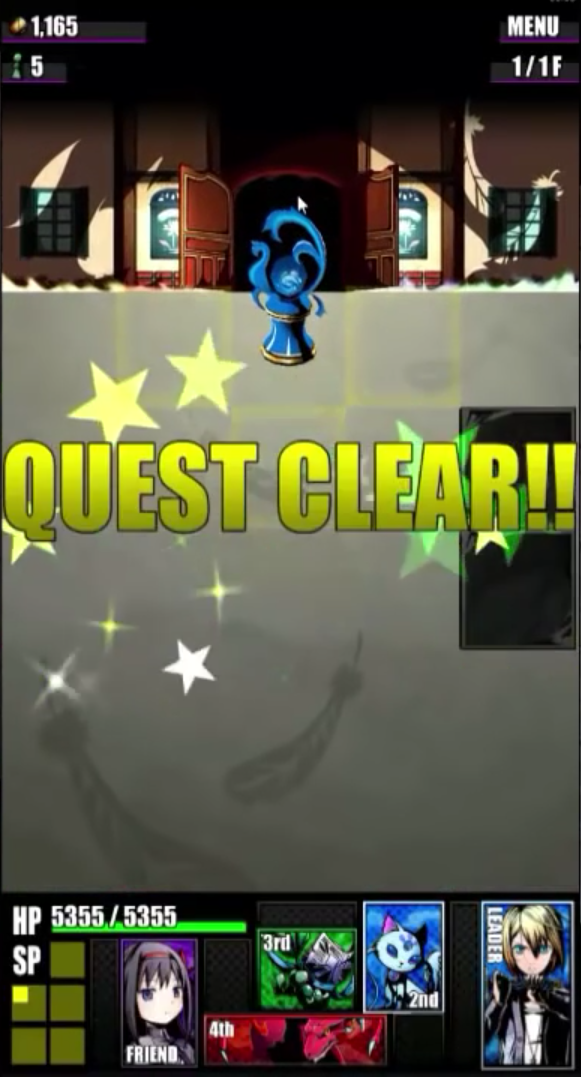 1,165
MENU
5
1/1F
QUEST CLEAR!!
HP 5355/5355
SP
3rd
2nd
LEADER
FRIEND
4th